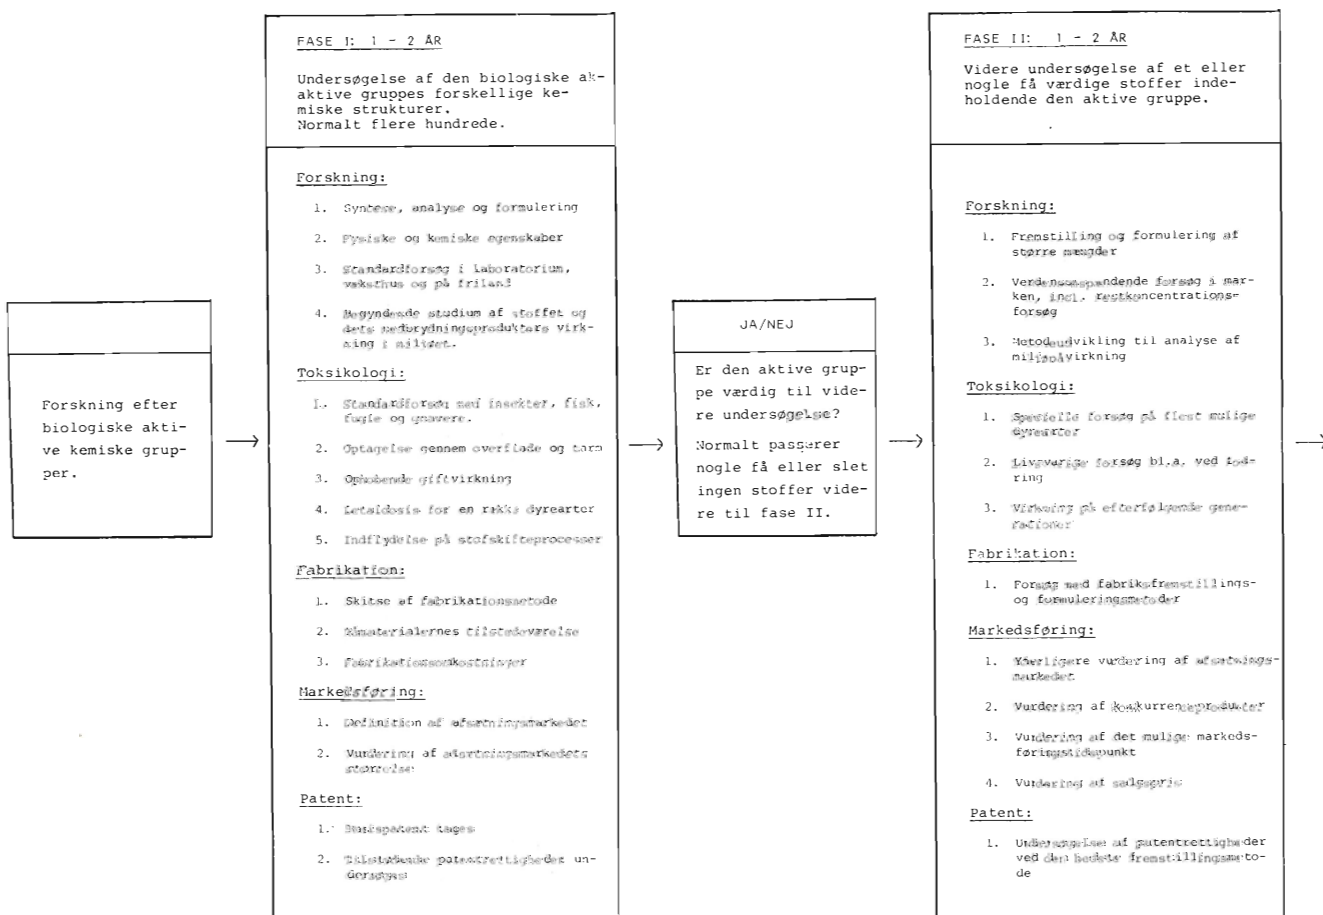 Forskning efter
biologiske akti-
ve kemiske grup-
per.
FASE I: 1 - 2 ÅR
Undersøgelse af den biologiske ak-
aktive gruppes forskellige ke-
miske strukturer.
Normalt flere hundrede.
Forskning:
1. Syntese, analyse og formulering
2. Fysiske og kemiske egenskaber
3. Standardforsøg i laboratorium,
væksthus og på friland
4. Begyndende studium af stoffet og
dets nedbrydningsprodukters virk-
ning i miljøet.
Toksikologi:
1. Standardforsøg med insekter, fisk,
fugle og gnavere.
2. Optagelse gennem overflade og tarm
3. Ophobende giftvirkning
4. Letaldosis for en række dyrearter
5. Indflydelse på stofskifteprocesser
Fabrikation:
1. Skitse af fabrikationsmetode
2. Råmaterialernes tilstedeværelse
3. Fabrikationsomkostninger
Markedsføring:
1. Definition af afsætningsmarkedet
2. Vurdering af afsætningsmarkedets
størrelse
Patent:
1. Basispatent tages
2. Tilstødende patentrettigheder un-
dersøges
JA/NEJ
Er den aktive grup-
pe værdig til vide-
re undersøgelse?
Normalt passerer
nogle få eller slet
ingen stoffer vide-
re til fase II.
FASE II: 1 - 2 ÅR
Videre undersøgelse af et eller
nogle få værdige stoffer inde-
holdende den aktive gruppe.
Forskning:
1. Fremstilling og formulering af
større mængder
2. Verdensomspændende forsøg i mar-
ken, incl. restkoncentrations-
forsøg
3. Metodeudvikling til analyse af
miljøpåvirkning
Toksikologi:
1. Specielle forsøg på flest mulige
dyrearter
2. Livsvarige forsøg bl.a. ved fod-
ring
3. Virkning på efterfølgende gene-
rationer
Fabrikation:
1. Forsøg med fabriksfremstillings-
og formuleringsmetoder
Markedsføring:
1. Yderligere vurdering af afsætnings-
markedet
2. Vurdering af konkurrenceprodukter
3. Vurdering af det mulige markeds-
føringstidspunkt
4. Vurdering af salgspris
Patent:
1. Undersøgelse af patentrettigheder
ved den bedste fremstillingsmeto-
de